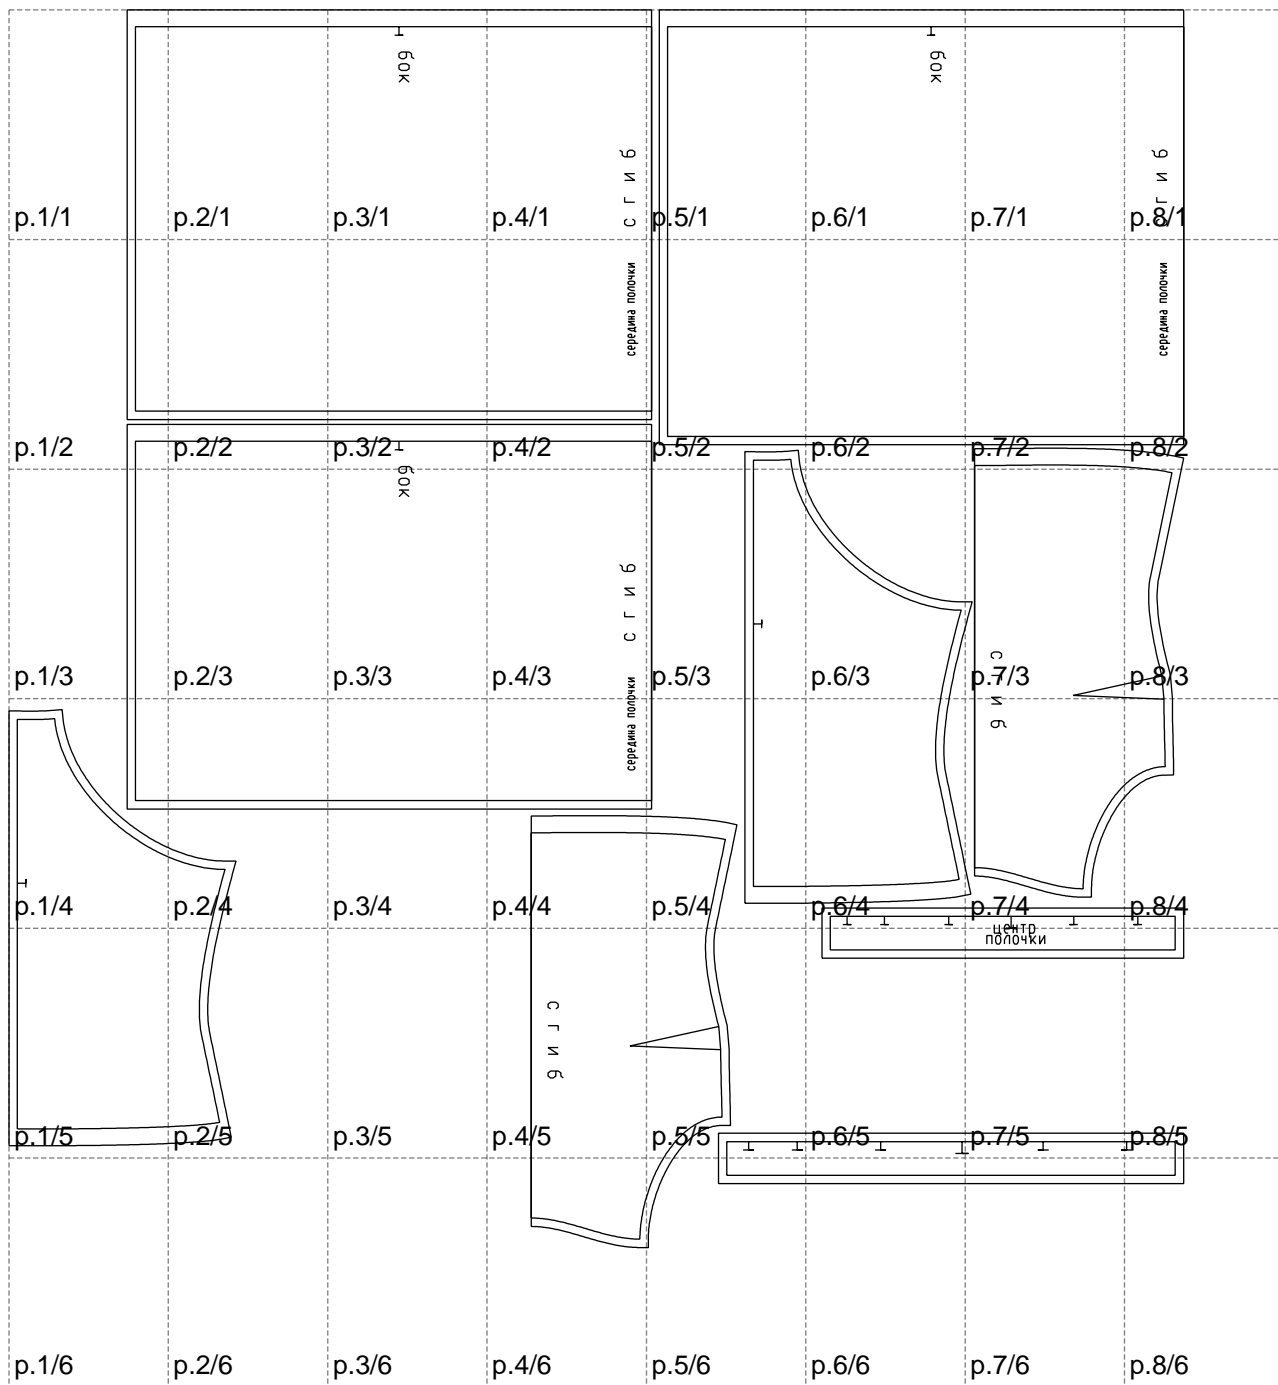 бок
бок
сгиб
сгиб
p.1/1 p.2/1 p.3/1 p.4/1 p.5/1 p.6/1 p.7/1 p.8/1
середина полочки
середина полочки
p.1/2 p.2/2 p.3/2 p.4/2 p.5/2 p.6/2 p.7/2 p.8/2
бок
сгиб
сгиб
p.1/3 p.2/3 p.3/3 p.4/3 p.5/3 p.6/3 p.7/3 p.8/3
середина полочки
p.1/4 p.2/4 p.3/4 p.4/4 p.5/4 p.6/4 p.7/4 p.8/4
центр
полочки
сгиб
p.1/5 p.2/5 p.3/5 p.4/5 p.5/5 p.6/5 p.7/5 p.8/5
p.1/6 p.2/6 p.3/6 p.4/6 p.5/6 p.6/6 p.7/6 p.8/6